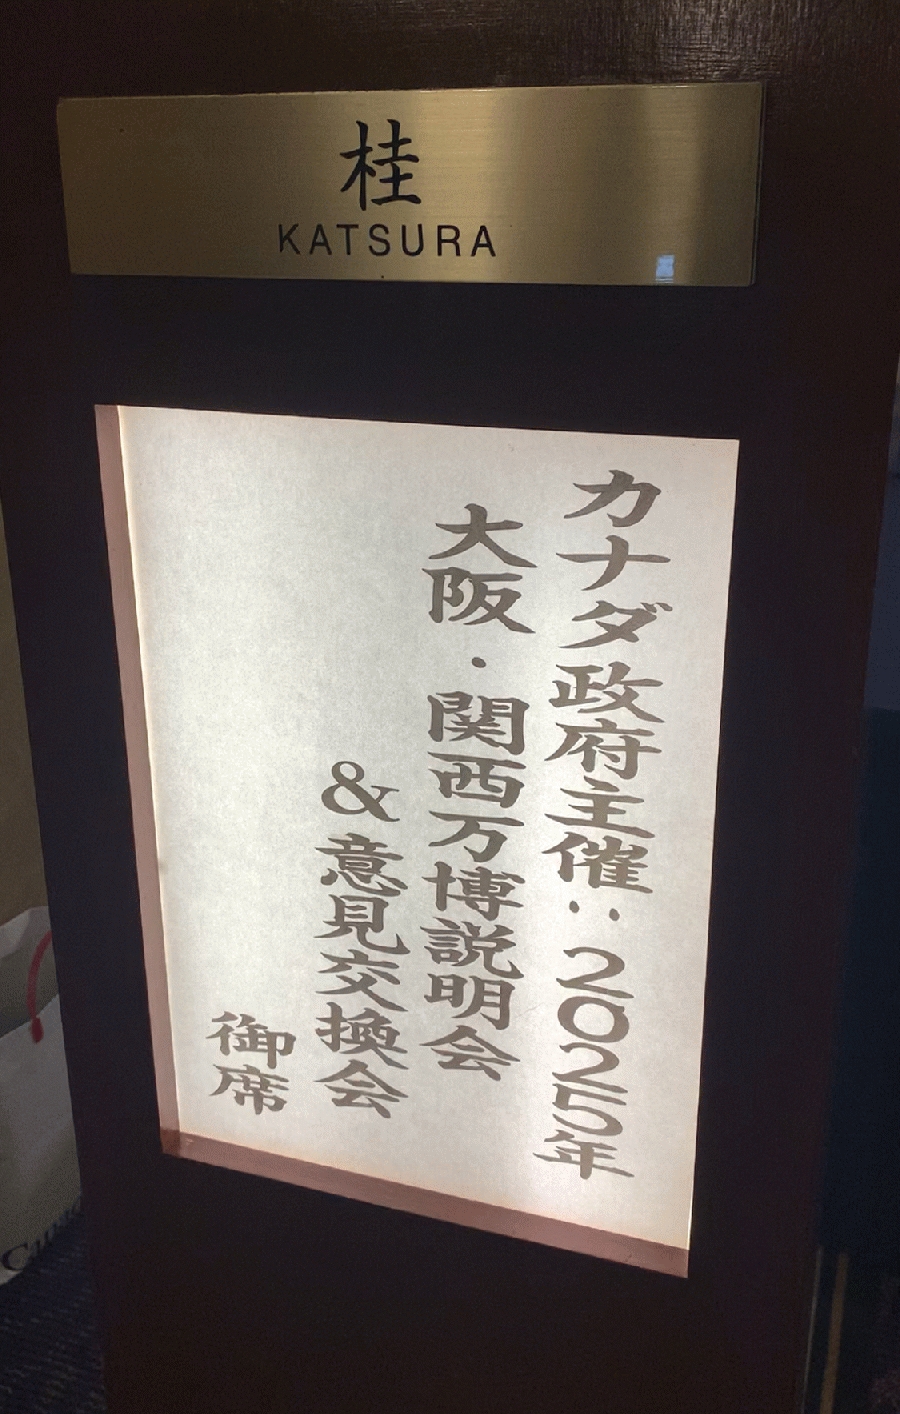 桂
KATSURA
カナダ政府主催：2025年
大阪・関西万博説明会
&意見交換会
御席